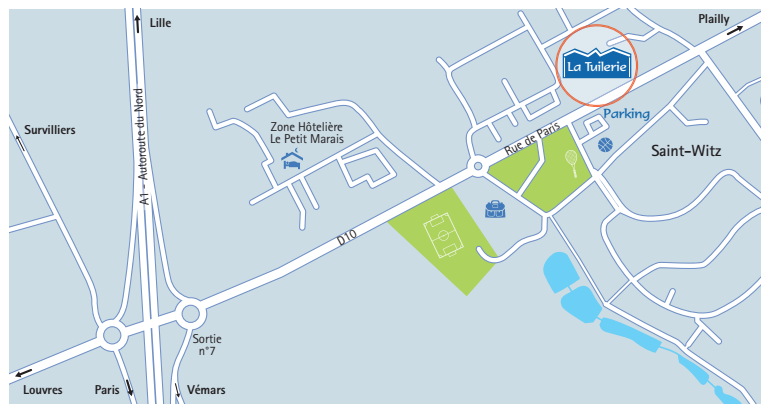 Lille
Plailly
La Tuilerie
A1 - Autoroute du Nord
Survilliers
Zone Hôtelière
Le Petit Marais
Parking
Rue de Paris
Saint-Witz
D10
Sortie
n°7
Louvres
Paris
Vémars